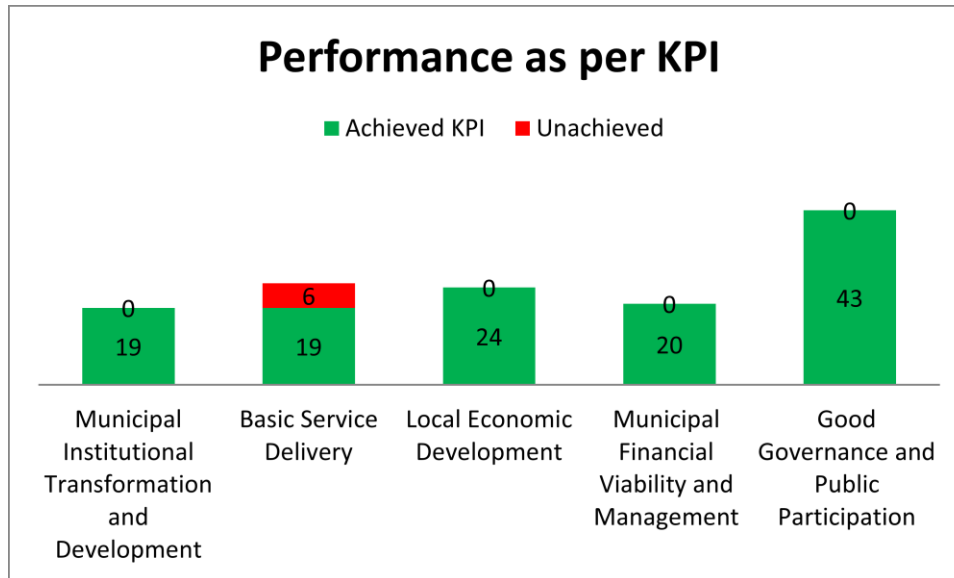 Performance as per KPI
Achieved KPI Unachieved
0
19
6
19
0
24
0
20
0
43
Municipal
Institutional
Transformation
and
Development
Basic Service
Delivery
Local Economic
Development
Municipal
Financial
Viability and
Management
Good
Governance and
Public
Participation